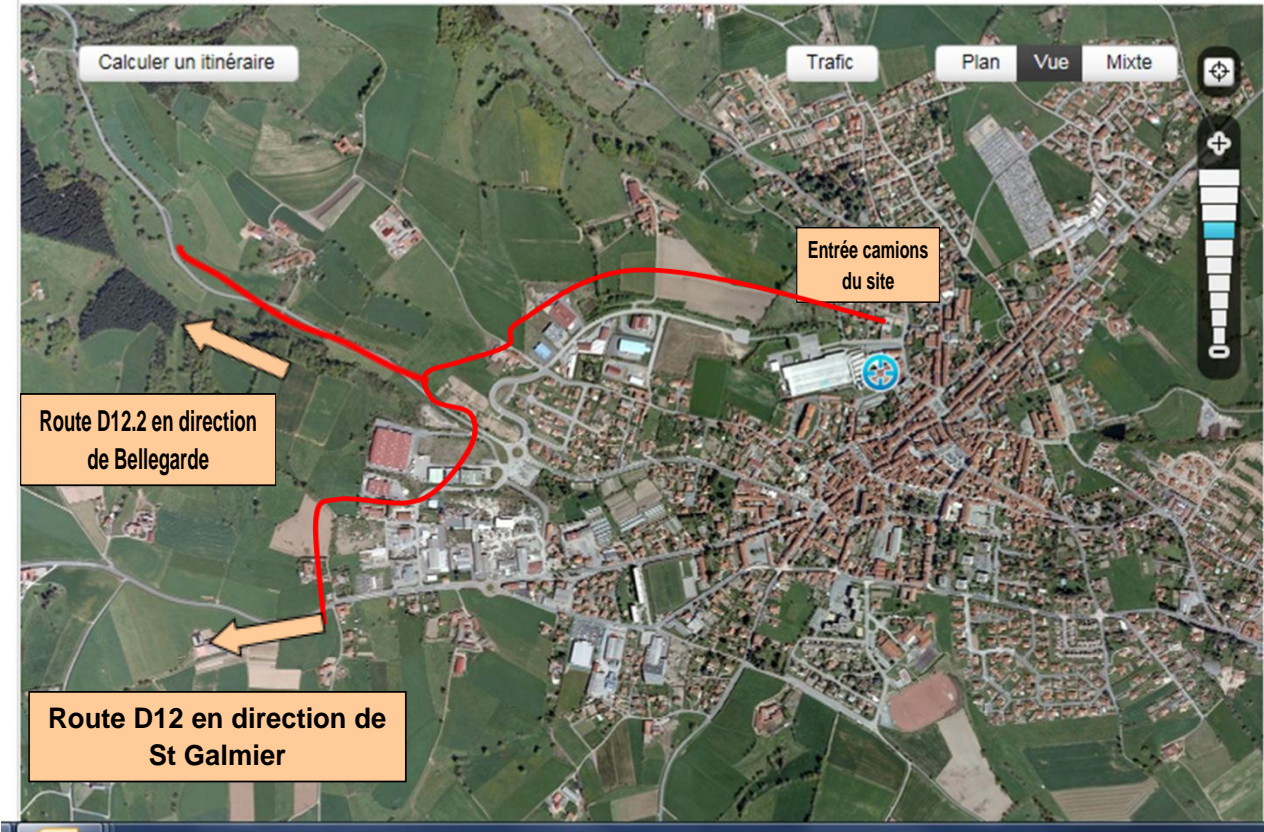 Calculer un itinéraire
Trafic
Plan
Vue
Mixte
Entrée camions
du site
Route D12.2 en direction
de Bellegarde
Route D12 en direction de
St Galmier